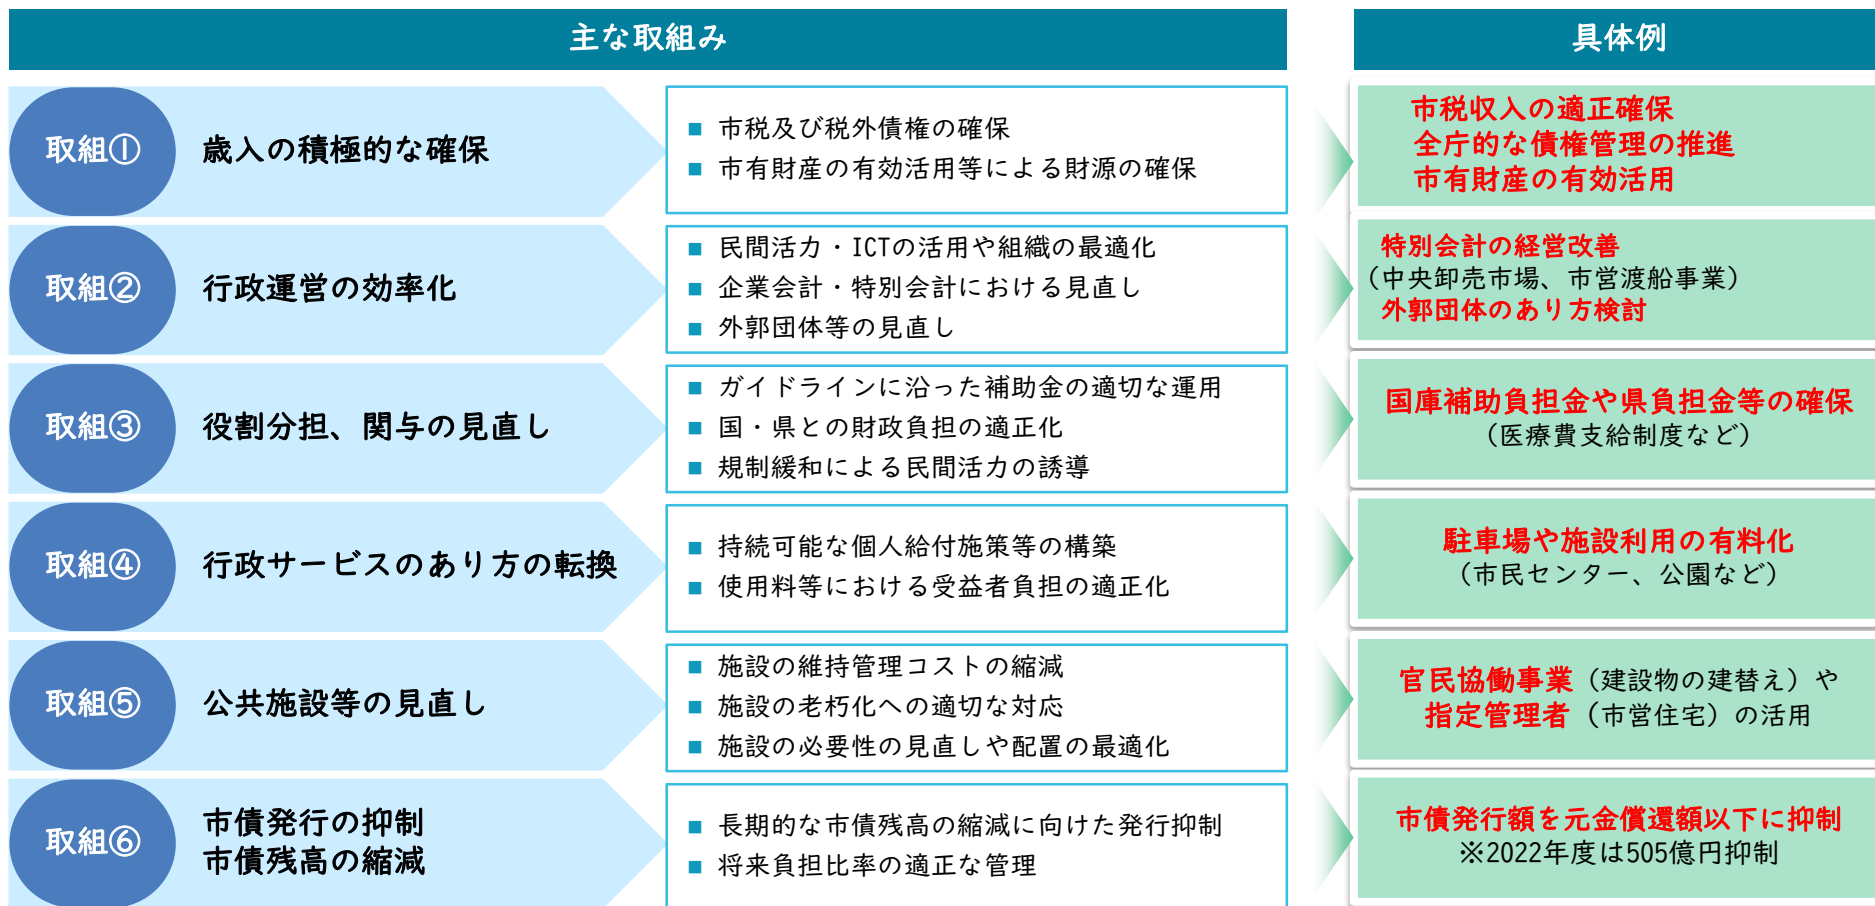 主な取組み
具体例
取組①
歳入の積極的な確保
■ 市税及び税外債権の確保
■ 市有財産の有効活用等による財源の確保
市税収入の適正確保
全庁的な債権管理の推進
市有財産の有効活用
取組②
行政運営の効率化
■ 民間活力・ICTの活用や組織の最適化
■ 企業会計・特別会計における見直し
■ 外郭団体等の見直し
特別会計の経営改善
（中央卸売市場、市営渡船事業）
外郭団体のあり方検討
取組③
役割分担、関与の見直し
■ ガイドラインに沿った補助金の適切な運用
■ 国・県との財政負担の適正化
■ 規制緩和による民間活力の誘導
国庫補助負担金や県負担金等の確保
（医療費支給制度など）
取組④
行政サービスのあり方の転換
■ 持続可能な個人給付施策等の構築
■ 使用料等における受益者負担の適正化
駐車場や施設利用の有料化
（市民センター、公園など）
取組⑤
公共施設等の見直し
■ 施設の維持管理コストの縮減
■ 施設の老朽化への適切な対応
■ 施設の必要性の見直しや配置の最適化
官民協働事業（建設物の建替え）や
指定管理者（市営住宅）の活用
取組⑥
市債発行の抑制
市債残高の縮減
■ 長期的な市債残高の縮減に向けた発行抑制
■ 将来負担比率の適正な管理
市債発行額を元金償還額以下に抑制
※2022年度は505億円抑制